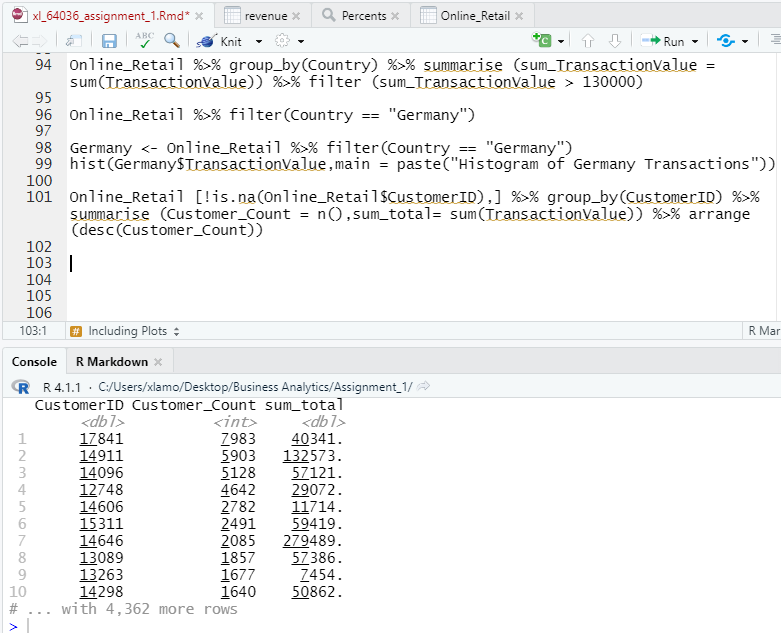 xl_64036_assignment_1.Rmd* revenue Percents Online_Retail
ABC Knit Run
94 Online_Retail %>% group_by(Country) %>% summarise (sum_TransactionValue =
sum(TransactionValue)) %>% filter (sum_TransactionValue > 130000)
95
96 Online_Retail %>% filter(Country == "Germany")
97
98 Germany <- Online_Retail %>% filter(Country == "Germany")
99 hist(Germany$TransactionValue,main = paste("Histogram of Germany Transactions"))
100
101 Online_Retail [!is.na(Online_Retail$CustomerID),] %>% group_by(CustomerID) %>%
summarise (Customer_Count = n(),sum_total= sum(TransactionValue)) %>% arrange
(desc(Customer_Count))
102
103
104
105
106
103:1 # Including Plots R Mar
Console R Markdown
R R 4.1.1 · C:/Users/xlamo/Desktop/Business Analytics/Assignment_1/
CustomerID Customer_Count sum_total
<dbl> <int> <dbl>
1 17841 7983 40341.
2 14911 5903 132573.
3 14096 5128 57121.
4 12748 4642 29072.
5 14606 2782 11714.
6 15311 2491 59419.
7 14646 2085 279489.
8 13089 1857 57386.
9 13263 1677 7454.
10 14298 1640 50862.
# ... with 4,362 more rows
>